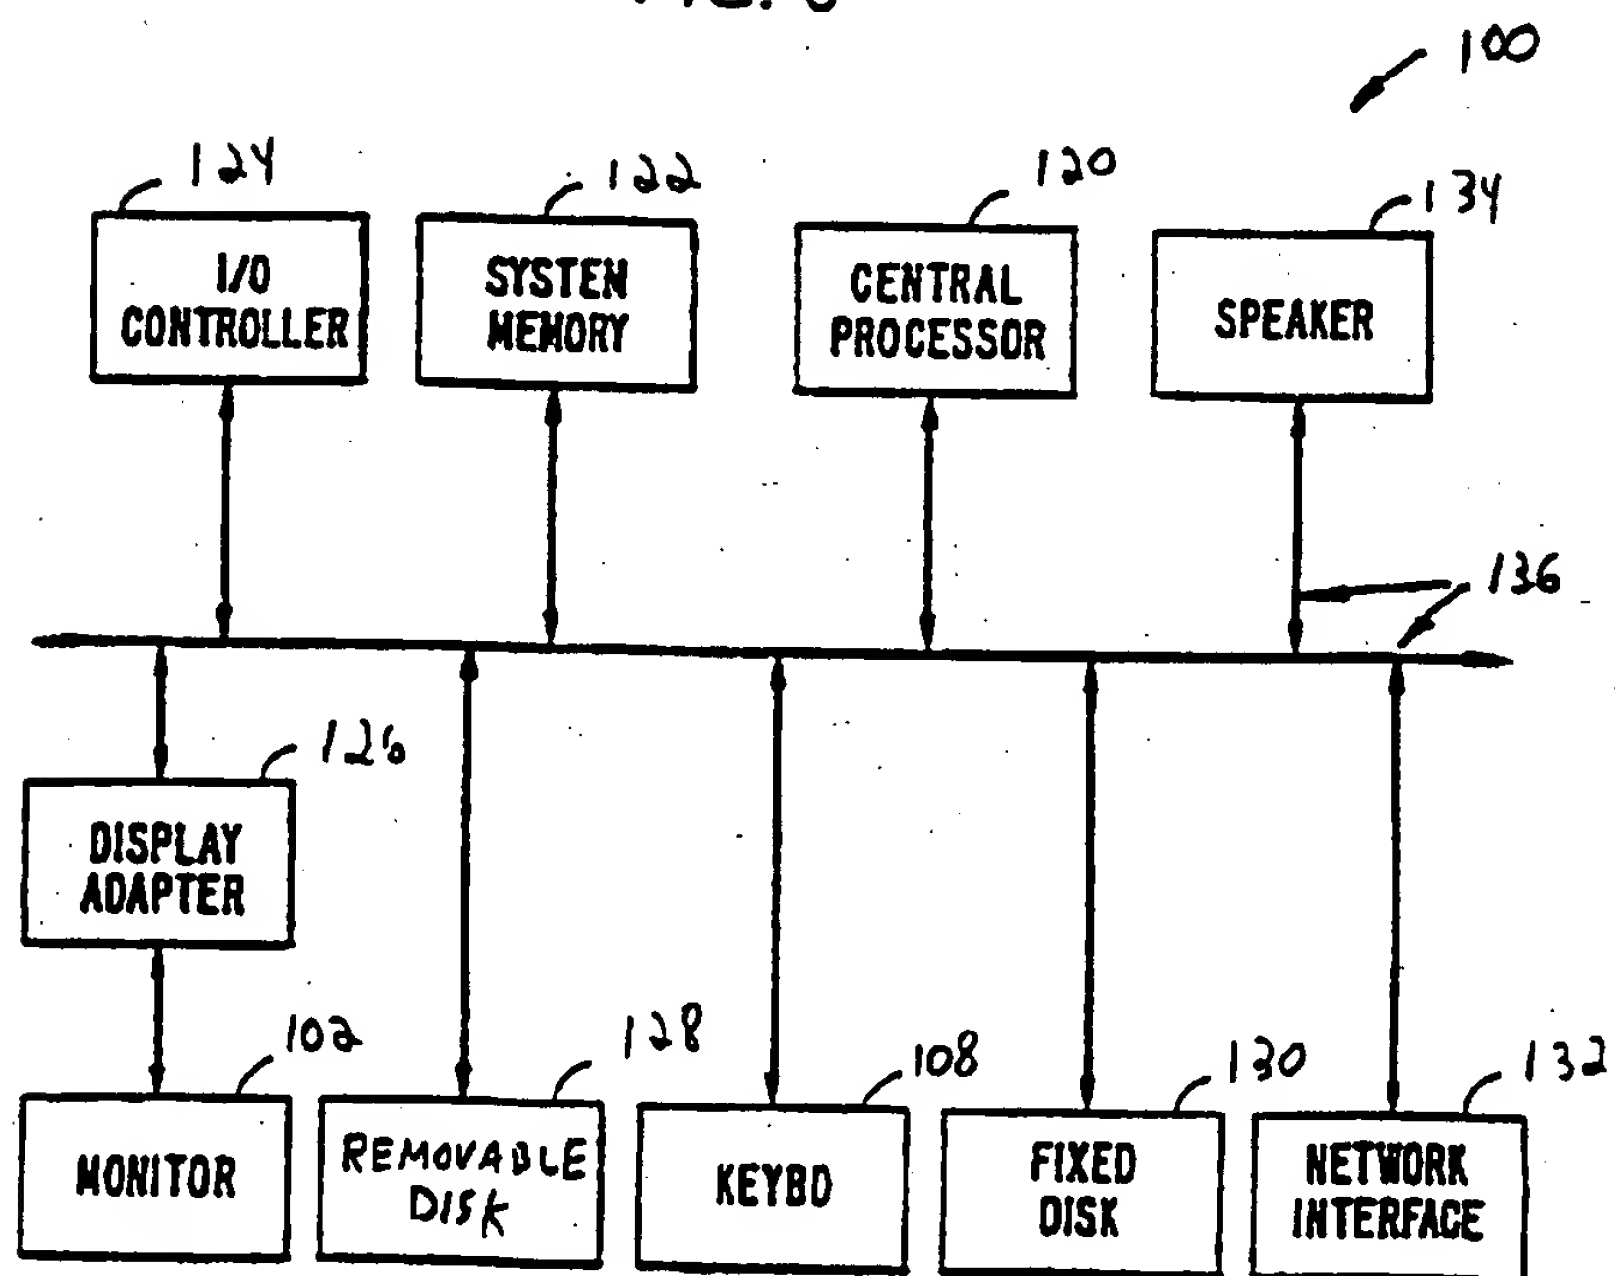 100
124
122
120
134
I/O
CONTROLLER
SYSTEM
MEMORY
CENTRAL
PROCESSOR
SPEAKER
136
126
DISPLAY
ADAPTER
102
128
108
130
132
MONITOR
REMOVABLE
DISK
KEYBD
FIXED
DISK
NETWORK
INTERFACE